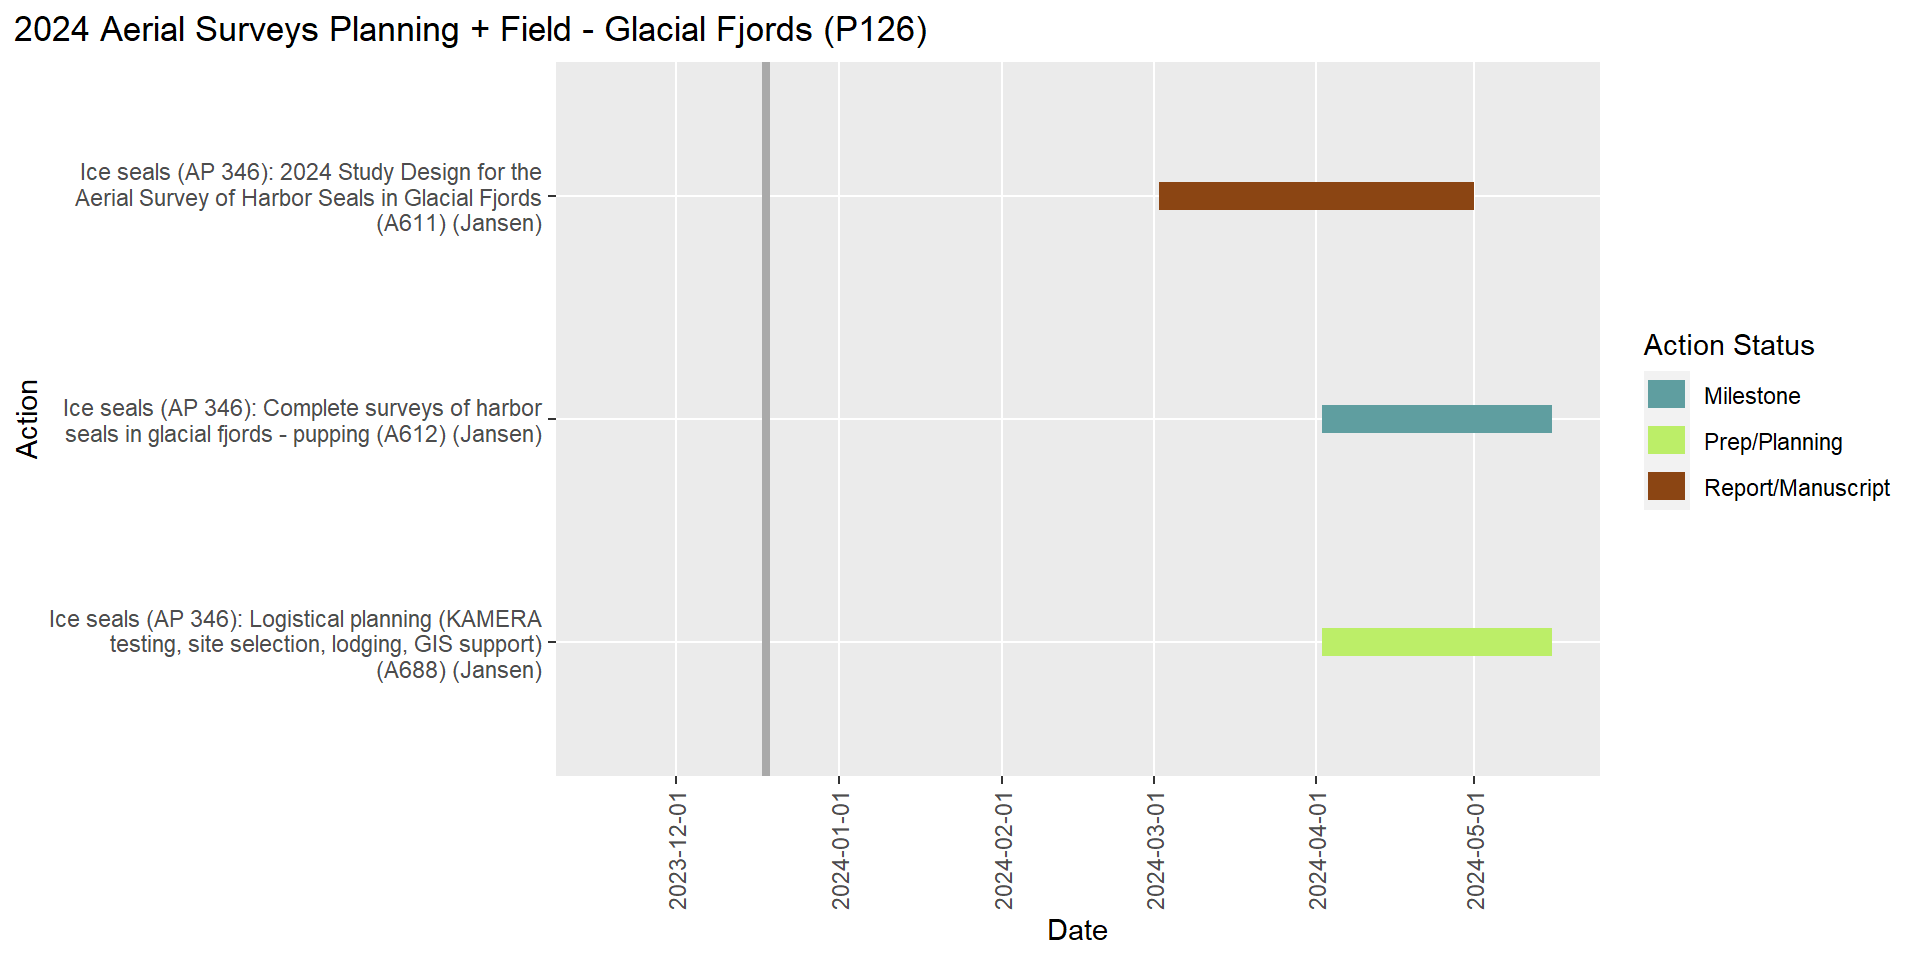 2024 Aerial Surveys Planning + Field - Glacial Fjords (P126)
Action
Ice seals (AP 346): 2024 Study Design for the
Aerial Survey of Harbor Seals in Glacial Fjords
(A611) (Jansen)
Ice seals (AP 346): Complete surveys of harbor
seals in glacial fjords - pupping (A612) (Jansen)
Ice seals (AP 346): Logistical planning (KAMERA
testing, site selection, lodging, GIS support)
(A688) (Jansen)
2023-12-01
2024-01-01
2024-02-01
2024-03-01
2024-04-01
2024-05-01
Date
Action Status
Milestone
Prep/Planning
Report/Manuscript